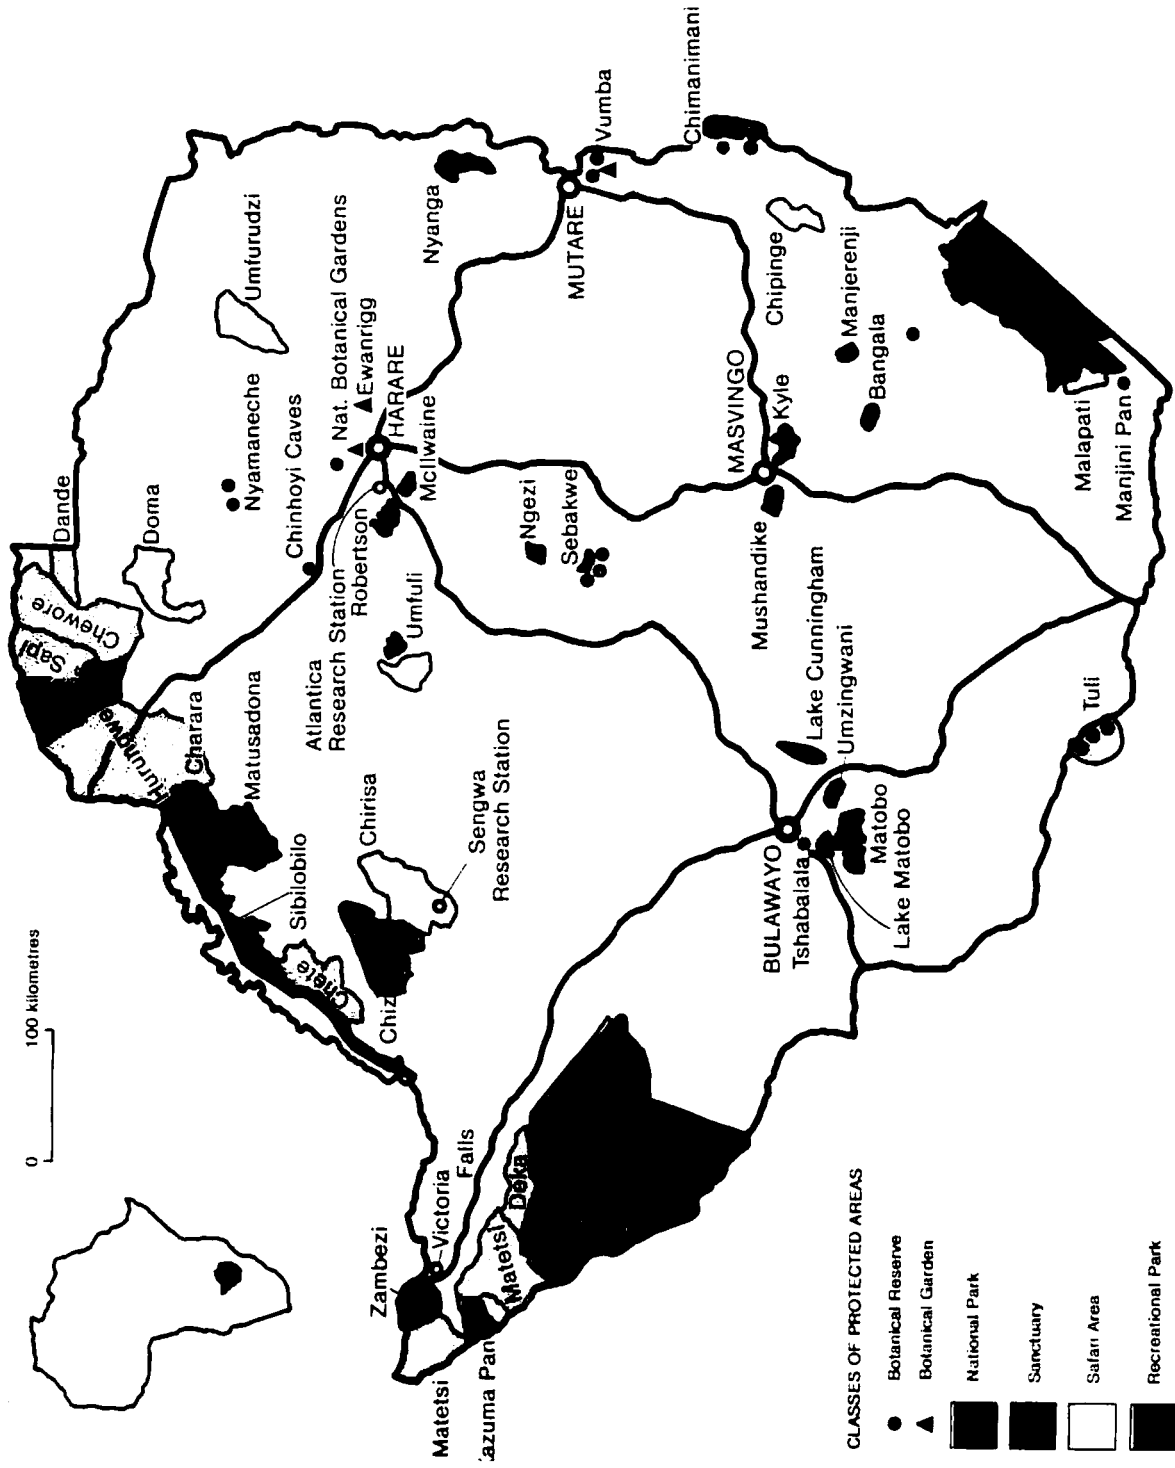 0 100 kilometres
Sapi
Chewore
Dande
Hurungwe
Doma
Charara
Matusadona
Nyamaneche
Umfurudzi
Sibilobilo
Chinhoyi Caves
Chete
Nat. Botanical Gardens
Ewanrigg
HARARE
Atlantica
Research Station
Robertson
McIlwaine
Chirisa
Chiz
Umfuli
Nyanga
Zambezi
Victoria
Falls
Sengwa
Research Station
Matetsi
azuma Pan
Matetsi
Deka
Ngezi
Sebakwe
MUTARE
Vumba
Chimanimani
MASVINGO
Kyle
Chipinge
Mushandike
Lake Cunningham
Umzingwani
BULAWAYO
Tshabalala
Matobo
Lake Matobo
Manjerenji
Bangala
Malapati
Manjini Pan
Tuli
CLASSES OF PROTECTED AREAS
Botanical Reserve
Botanical Garden
National Park
Sanctuary
Safari Area
Recreational Park